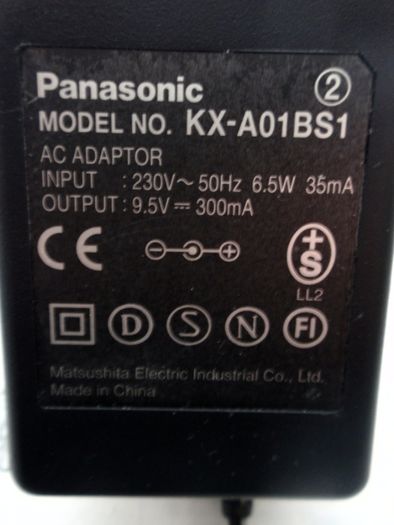 Panasonic ②
MODEL NO. KX-A01BS1
AC ADAPTOR
INPUT : 230V～ 50Hz 6.5W 35mA
OUTPUT : 9.5V⎓ 300mA
CE
S
LL2
D S N FI
Matsushita Electric Industrial Co., Ltd.
Made in China